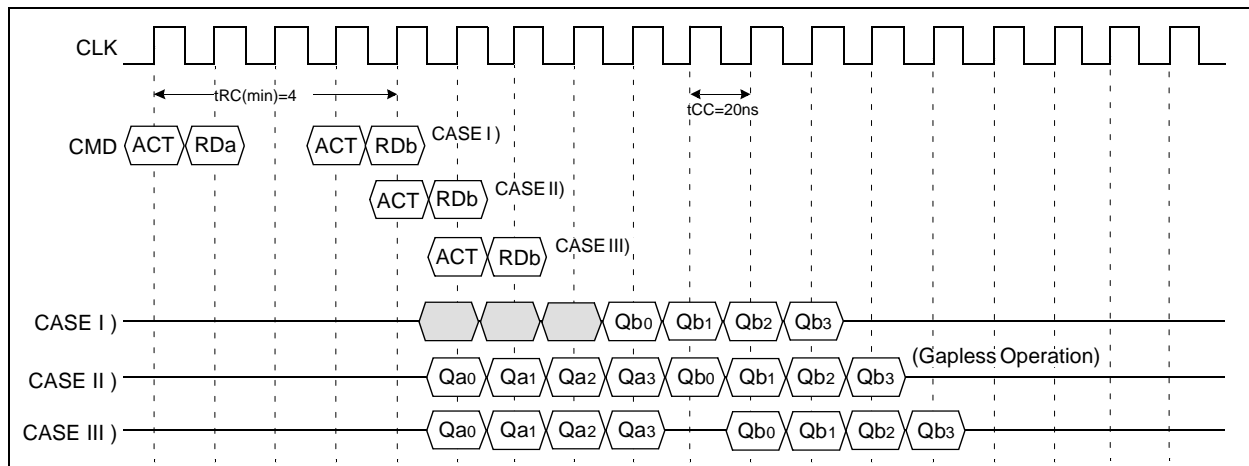 CLK
tRC(min)=4
tCC=20ns
CMD ACT RDa ACT RDb CASE I )
ACT RDb CASE II)
ACT RDb CASE III)
CASE I ) Qb0 Qb1 Qb2 Qb3
(Gapless Operation)
CASE II ) Qa0 Qa1 Qa2 Qa3 Qb0 Qb1 Qb2 Qb3
CASE III ) Qa0 Qa1 Qa2 Qa3 Qb0 Qb1 Qb2 Qb3